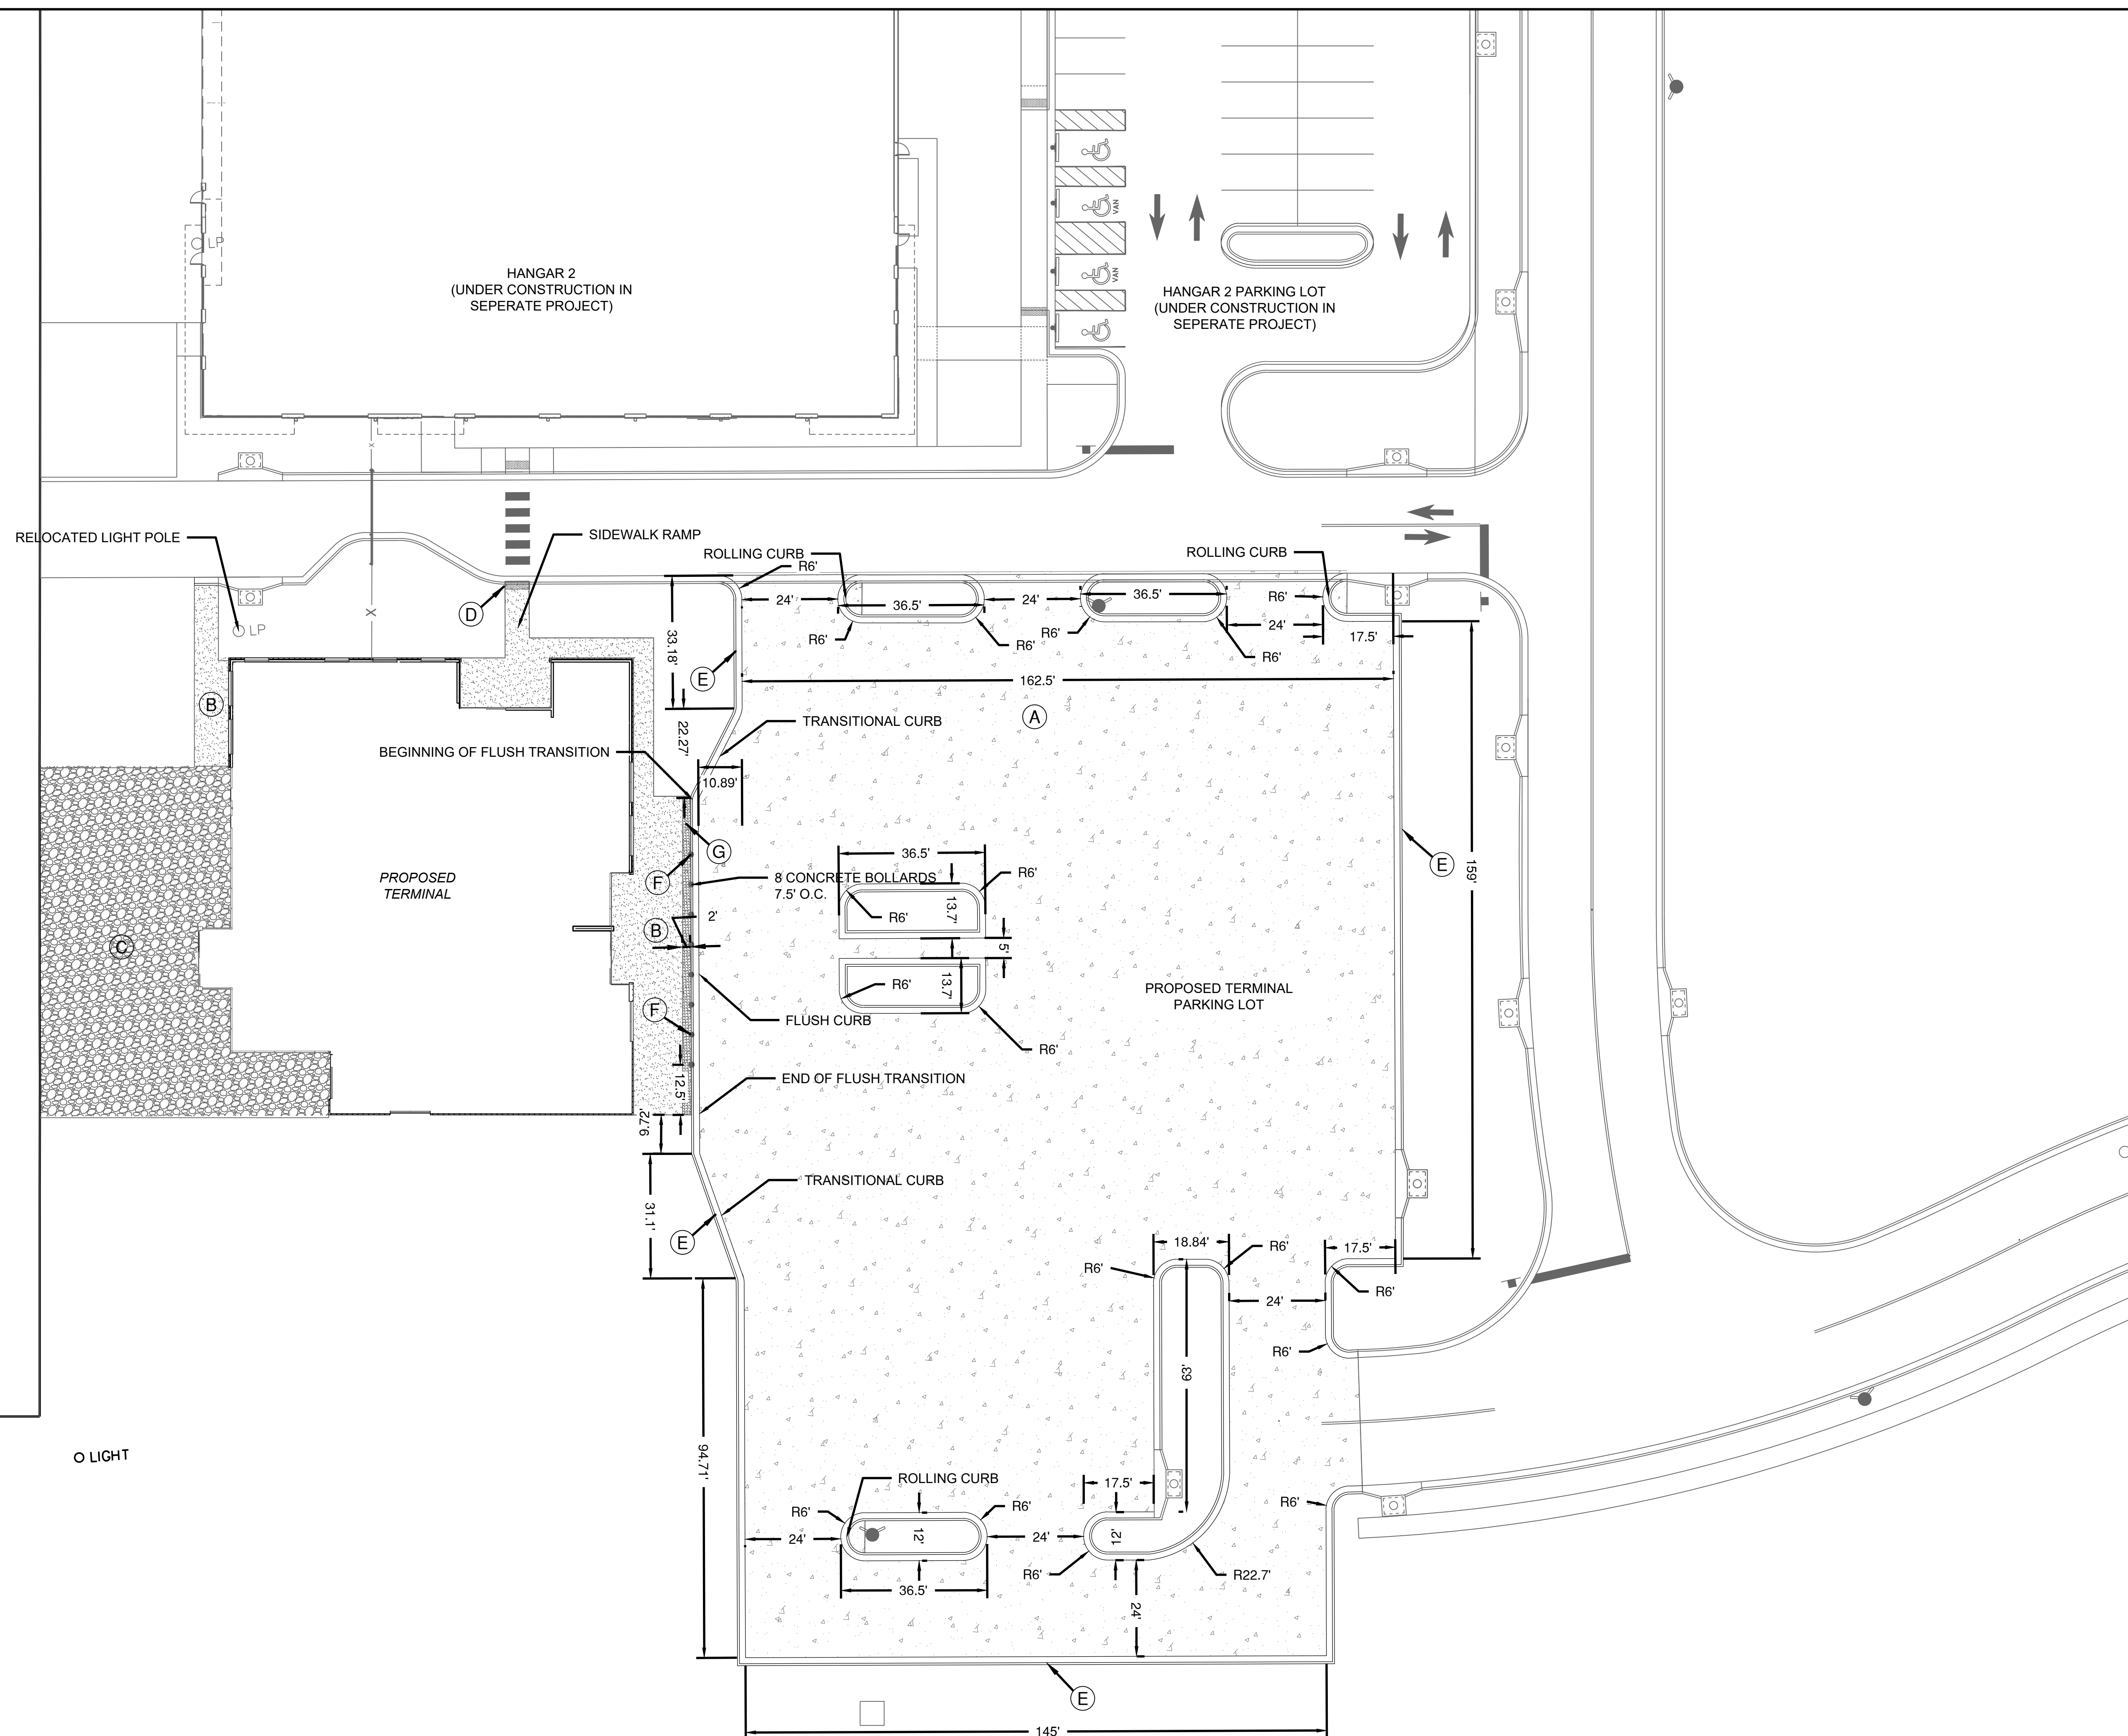 LP
VAN
VAN
HANGAR 2
(UNDER CONSTRUCTION IN
SEPERATE PROJECT)
HANGAR 2 PARKING LOT
(UNDER CONSTRUCTION IN
SEPERATE PROJECT)
x
RELOCATED LIGHT POLE
SIDEWALK RAMP
ROLLING CURB
R6'
ROLLING CURB
24'
36.5'
24'
36.5'
R6'
D
X
LP
R6'
R6'
R6'
24'
17.5'
33.18'
R6'
E
162.5'
B
A
TRANSITIONAL CURB
22.27'
BEGINNING OF FLUSH TRANSITION
10.89'
G
36.5'
E
159'
R6'
F
8 CONCRETE BOLLARDS
7.5' O.C.
PROPOSED
TERMINAL
13.7'
R6'
2'
B
C
5'
R6'
13.7'
PROPOSED TERMINAL
PARKING LOT
F
FLUSH CURB
R6'
END OF FLUSH TRANSITION
12.5'
9.72'
TRANSITIONAL CURB
31.1'
E
18.84'
R6'
17.5'
R6'
R6'
24'
R6'
63'
94.71'
LIGHT
ROLLING CURB
17.5'
R6'
R6'
R6'
24'
12'
24'
12'
R6'
R22.7'
36.5'
24'
E
145'